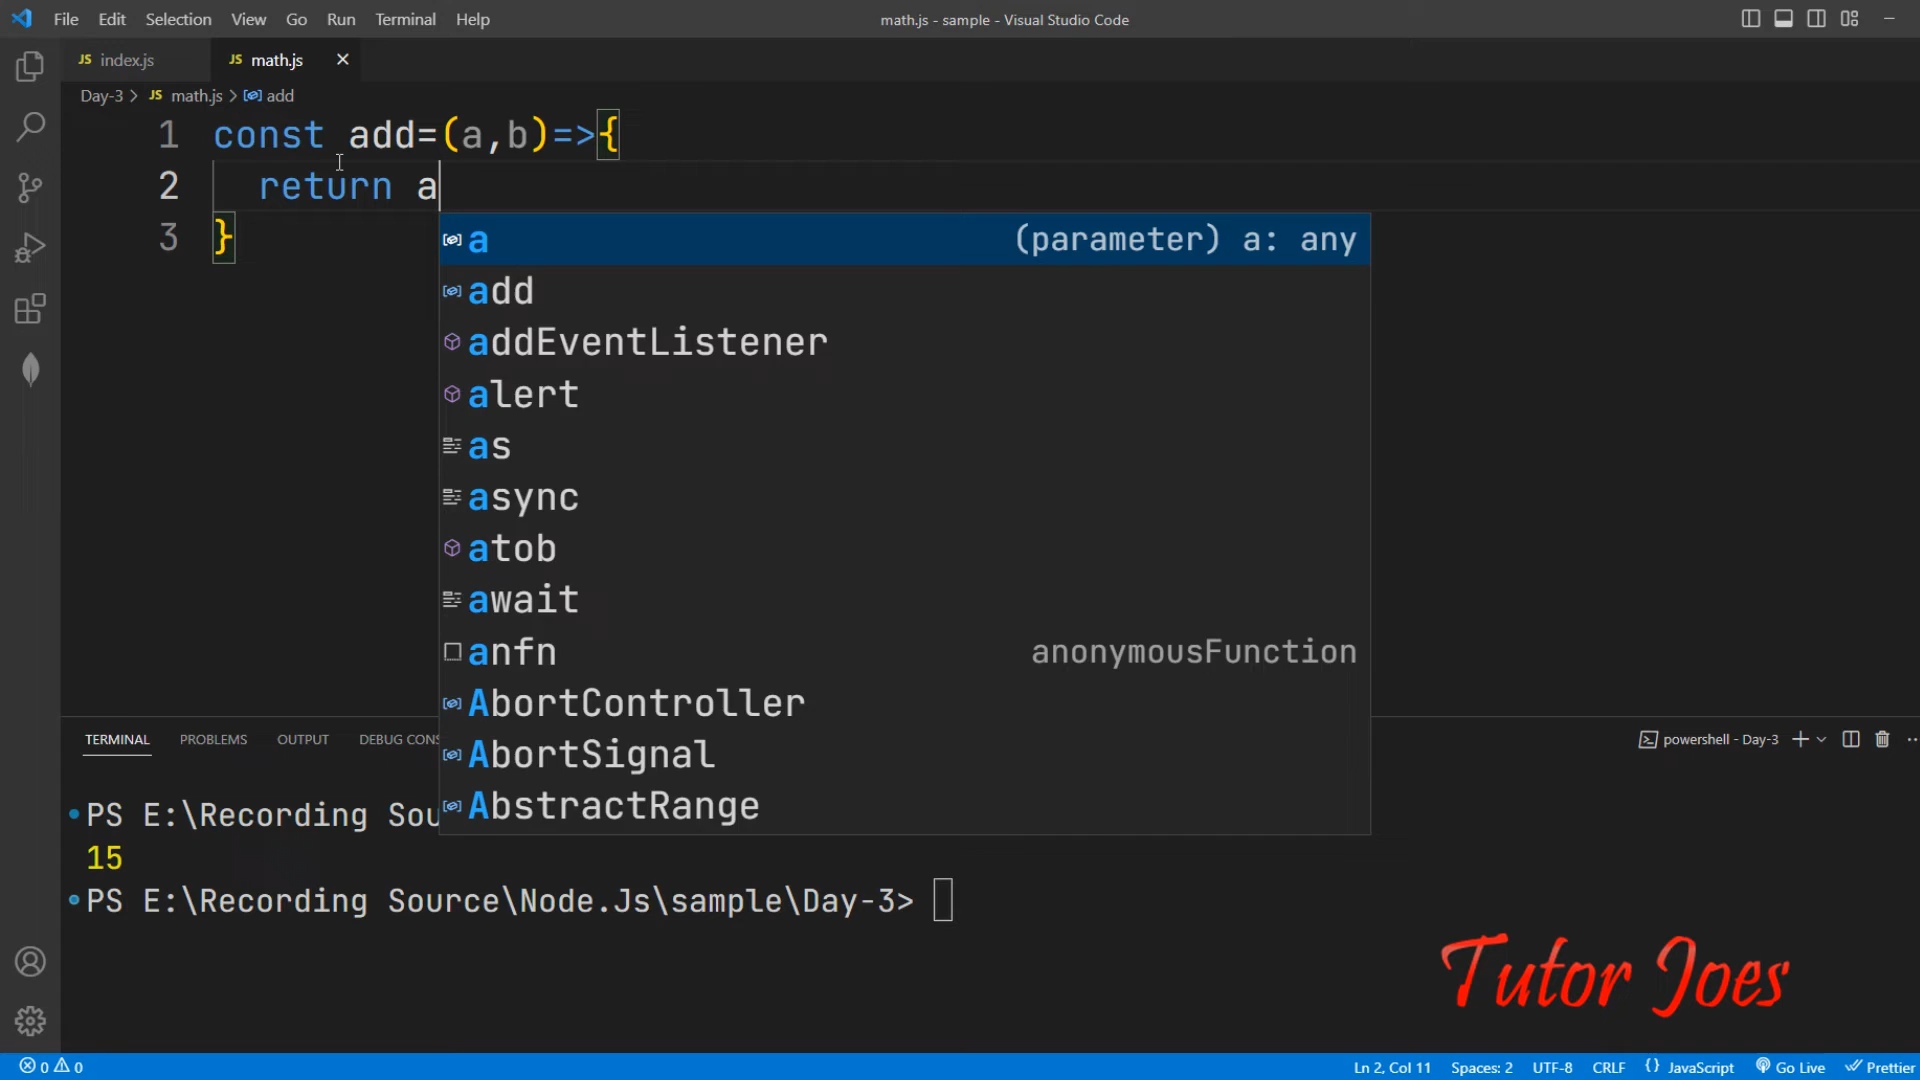 File Edit Selection View Go Run Terminal Help
math.js - sample - Visual Studio Code
JS index.js
JS math.js
Day-3 > JS math.js > add
1 const add=(a,b)=>{
2 return a
3 }
a (parameter) a: any
add
addEventListener
alert
as
async
atob
await
anfn anonymousFunction
AbortController
AbortSignal
AbstractRange
TERMINAL PROBLEMS OUTPUT DEBUG CONS
powershell - Day-3
PS E:\Recording Sou
15
PS E:\Recording Source\Node.Js\sample\Day-3>
Tutor Joes
0 0
Ln 2, Col 11 Spaces: 2 UTF-8 CRLF {} JavaScript Go Live Prettier